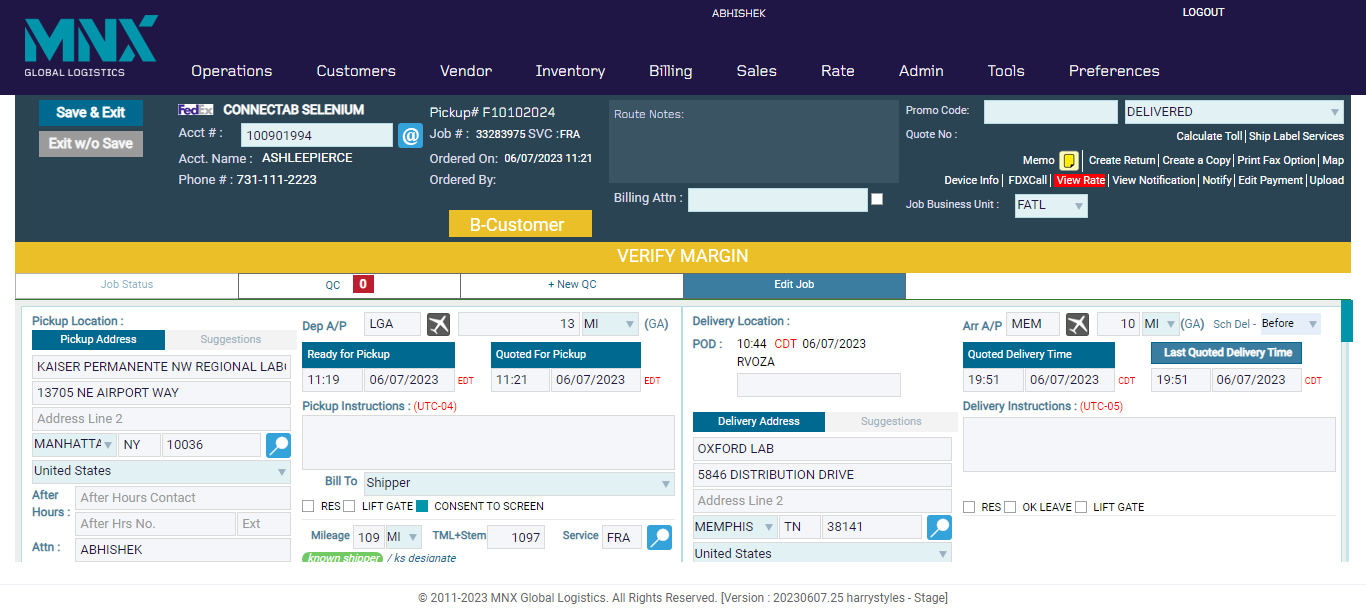 ABHISHEK
LOGOUT
MNX
GLOBAL LOGISTICS
Operations Customers Vendor Inventory Billing Sales Rate Admin Tools Preferences
Save & Exit
Exit w/o Save
FedEx CONNECTAB SELENIUM
Acct # : 100901994 @
Acct. Name : ASHLEEPIERCE
Phone # : 731-111-2223
Pickup# F10102024
Job # : 33283975 SVC :FRA
Ordered On: 06/07/2023 11:21
Ordered By:
B-Customer
Route Notes:
Billing Attn :
Promo Code: DELIVERED
Quote No :
Calculate Toll| Ship Label Services
Memo | Create Return| Create a Copy| Print Fax Option| Map
Device Info | FDXCall| View Rate| View Notification| Notify| Edit Payment| Upload
Job Business Unit : FATL
VERIFY MARGIN
Job Status QC 0 + New QC Edit Job
Pickup Location :
Pickup Address Suggestions
KAISER PERMANENTE NW REGIONAL LAB
13705 NE AIRPORT WAY
Address Line 2
MANHATTA NY 10036
United States
After Hours : After Hours Contact
After Hrs No. Ext
Attn : ABHISHEK
Dep A/P LGA 13 MI (GA)
Ready for Pickup Quoted For Pickup
11:19 06/07/2023 EDT 11:21 06/07/2023 EDT
Pickup Instructions : (UTC-04)
Bill To Shipper
RES LIFT GATE CONSENT TO SCREEN
Mileage 109 MI TML+Stem 1097 Service FRA
known shipper / ks designate
Delivery Location :
POD : 10:44 CDT 06/07/2023
RVOZA
Delivery Address Suggestions
OXFORD LAB
5846 DISTRIBUTION DRIVE
Address Line 2
MEMPHIS TN 38141
United States
Arr A/P MEM 10 MI (GA) Sch Del - Before
Quoted Delivery Time Last Quoted Delivery Time
19:51 06/07/2023 CDT 19:51 06/07/2023 CDT
Delivery Instructions : (UTC-05)
RES OK LEAVE LIFT GATE
© 2011-2023 MNX Global Logistics. All Rights Reserved. [Version : 20230607.25 harrystyles - Stage]